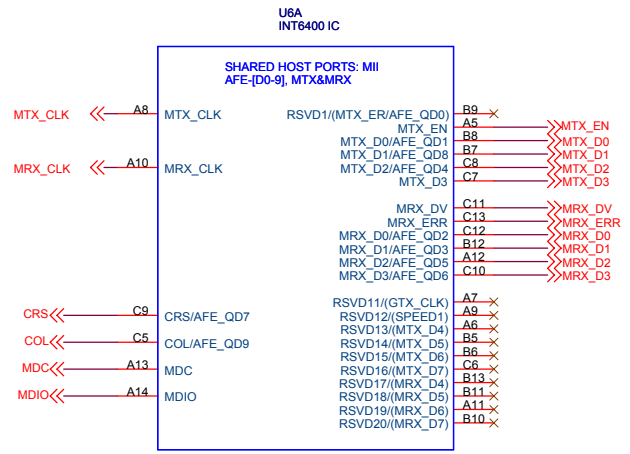 U6A
INT6400 IC
SHARED HOST PORTS: MII
AFE-[D0-9], MTX&MRX
MTX_CLK A8 MTX_CLK
MRX_CLK A10 MRX_CLK
CRS C9 CRS/AFE_QD7
COL C5 COL/AFE_QD9
MDC A13 MDC
MDIO A14 MDIO
RSVD1/(MTX_ER/AFE_QD0) B9
MTX_EN A5 MTX_EN
MTX_D0/AFE_QD1 B8 MTX_D0
MTX_D1/AFE_QD8 B7 MTX_D1
MTX_D2/AFE_QD4 C8 MTX_D2
MTX_D3 C7 MTX_D3
MRX_DV C11 MRX_DV
MRX_ERR C13 MRX_ERR
MRX_D0/AFE_QD2 C12 MRX_D0
MRX_D1/AFE_QD3 B12 MRX_D1
MRX_D2/AFE_QD5 A12 MRX_D2
MRX_D3/AFE_QD6 C10 MRX_D3
RSVD11/(GTX_CLK) A7
RSVD12/(SPEED1) A9
RSVD13/(MTX_D4) A6
RSVD14/(MTX_D5) B5
RSVD15/(MTX_D6) B6
RSVD16/(MTX_D7) C6
RSVD17/(MRX_D4) B13
RSVD18/(MRX_D5) B11
RSVD19/(MRX_D6) A11
RSVD20/(MRX_D7) B10